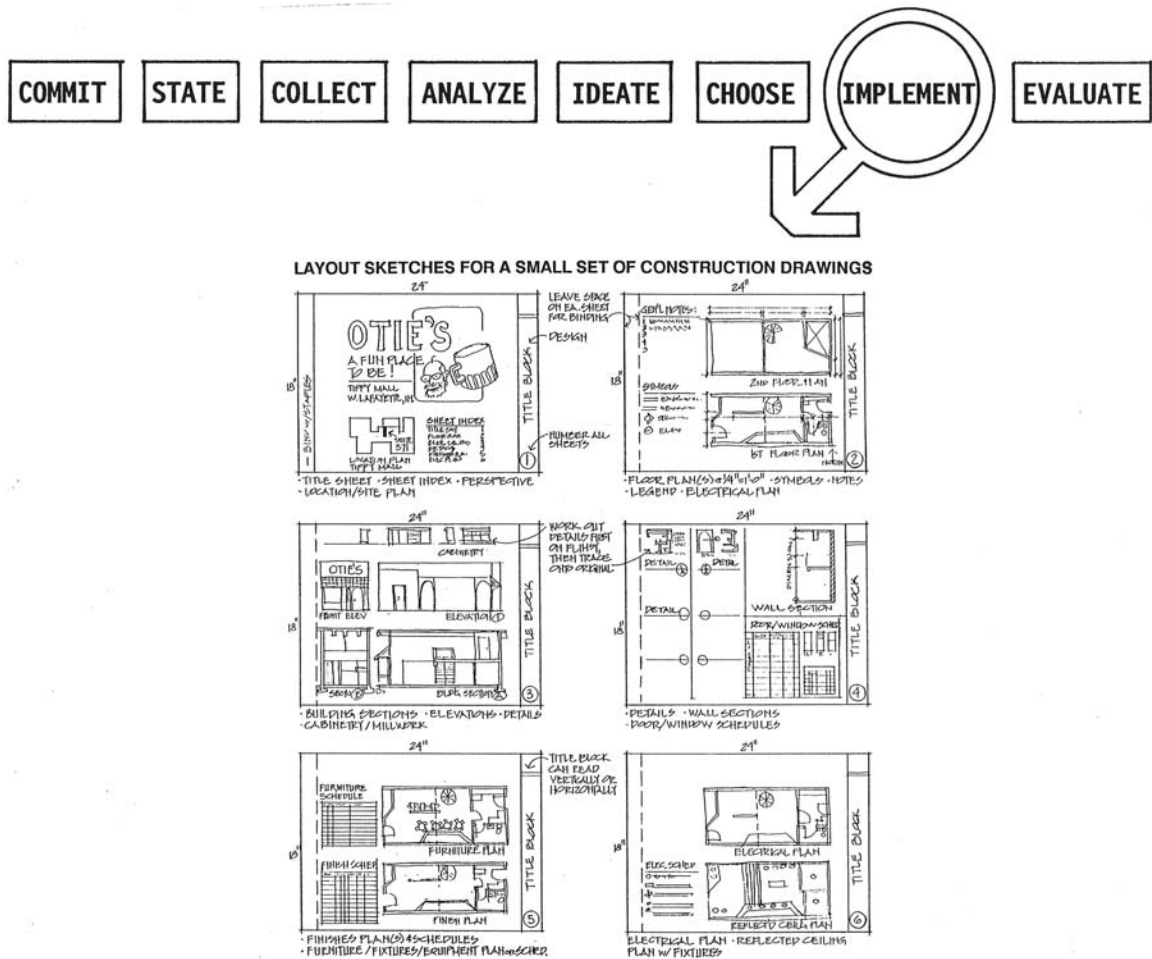 COMMIT STATE COLLECT ANALYZE IDEATE CHOOSE IMPLEMENT EVALUATE
LAYOUT SKETCHES FOR A SMALL SET OF CONSTRUCTION DRAWINGS
24"
18"
BIND W/STAPLES
OTIE'S
A FUN PLACE
TO BE!
TIPPY MALL
W. LAFAYETTE, IN
LOCATION PLAN
TIPPY MALL
SHEET INDEX
TITLE BLOCK
1
• TITLE SHEET • SHEET INDEX • PERSPECTIVE
• LOCATION/SITE PLAN
LEAVE SPACE
ON EA. SHEET
FOR BINDING
DESIGN
NUMBER ALL
SHEETS
24"
18"
GEN'L NOTES:
SYMBOLS
ELEV
2ND FLOOR PLAN
1ST FLOOR PLAN
NORTH
TITLE BLOCK
2
• FLOOR PLAN(S) @ 1/4"=1'-0" • SYMBOLS • NOTES
• LEGEND • ELECTRICAL PLAN
24"
18"
CABINETRY
OTIE'S
FRONT ELEV
ELEVATION
SECTION
BLDG. SECTION
TITLE BLOCK
3
• BUILDING SECTIONS • ELEVATIONS • DETAILS
• CABINETRY/MILLWORK
WORK OUT
DETAILS FIRST
ON FLIMSY,
THEN TRACE
ONTO ORIGINAL
24"
18"
DETAIL
DETAIL
DETAIL
WALL SECTION
DOOR/WINDOW SCHED
TITLE BLOCK
4
• DETAILS • WALL SECTIONS
• DOOR/WINDOW SCHEDULES
24"
18"
FURNITURE
SCHEDULE
FURNITURE PLAN
FINISH SCHED
FINISH PLAN
TITLE BLOCK
5
• FINISHES PLAN(S) & SCHEDULES
• FURNITURE/FIXTURES/EQUIPMENT PLAN or SCHED.
TITLE BLOCK
CAN READ
VERTICALLY OR
HORIZONTALLY
24"
18"
ELECTRICAL PLAN
ELEC. SCHED
REFLECTED CEIL'G PLAN
TITLE BLOCK
6
ELECTRICAL PLAN • REFLECTED CEILING
PLAN W/ FIXTURES